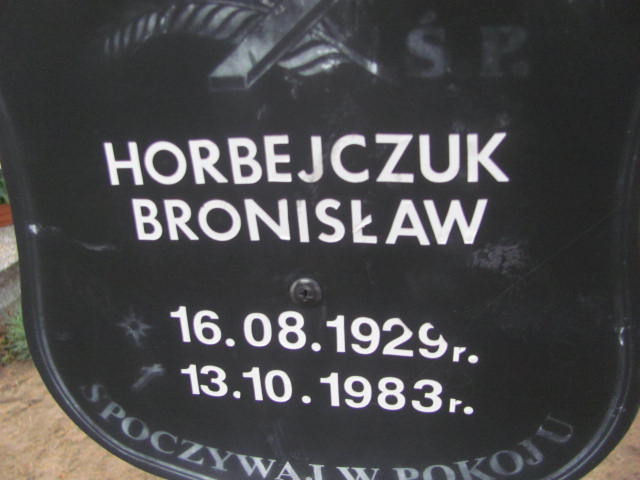 Ś.P.
HORBEJCZUK
BRONISŁAW
16.08.1929r.
13.10.1983r.
SPOCZYWAJ W POKOJU